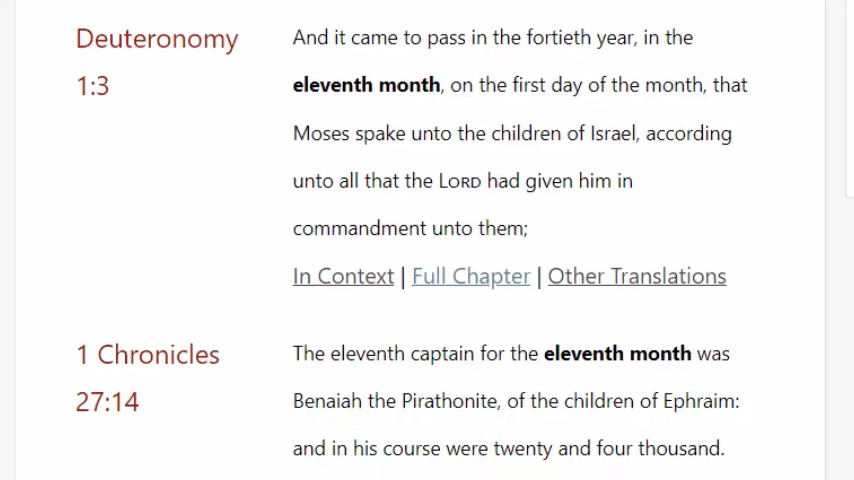 Deuteronomy
1:3
And it came to pass in the fortieth year, in the
eleventh month, on the first day of the month, that
Moses spake unto the children of Israel, according
unto all that the LORD had given him in
commandment unto them;
In Context | Full Chapter | Other Translations
1 Chronicles
27:14
The eleventh captain for the eleventh month was
Benaiah the Pirathonite, of the children of Ephraim:
and in his course were twenty and four thousand.